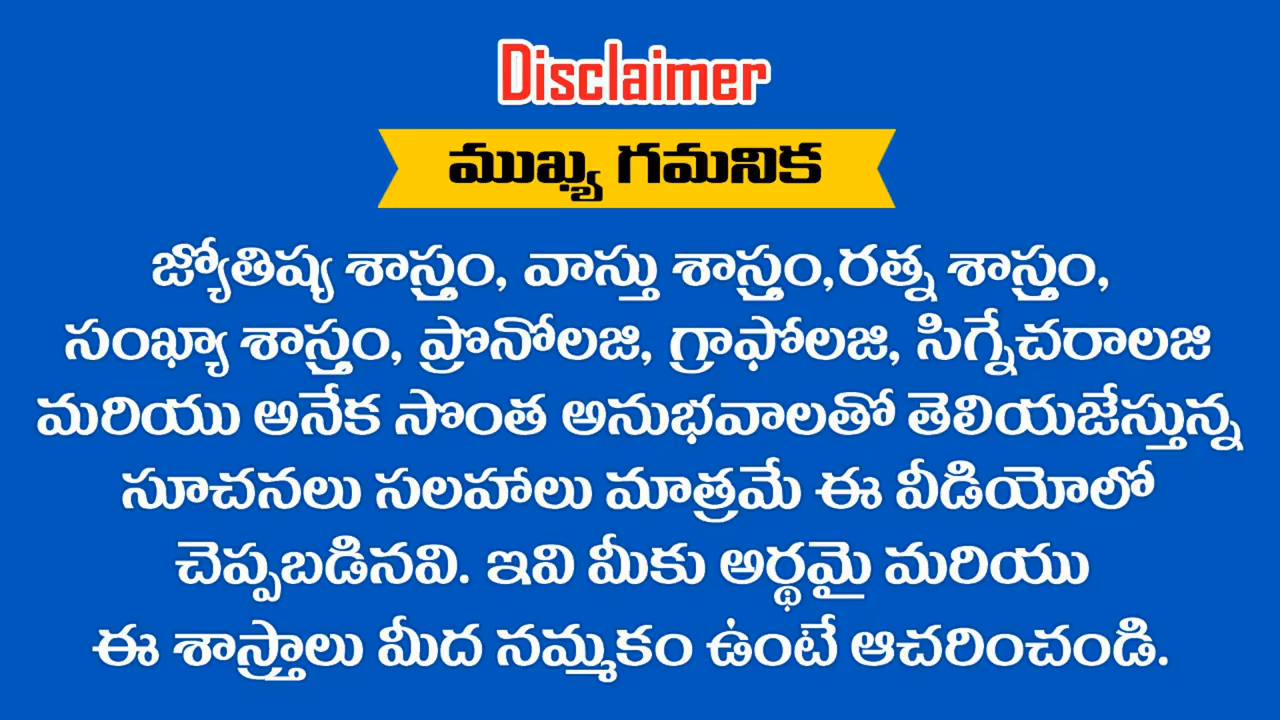 Disclaimer
ముఖ్య గమనిక
జ్యోతిష్య శాస్త్రం, వాస్తు శాస్త్రం,రత్న శాస్త్రం,
సంఖ్యా శాస్త్రం, ప్రొనోలజి, గ్రాఫోలజి, సిగ్నేచరాలజి
మరియు అనేక సొంత అనుభవాలతో తెలియజేస్తున్న
సూచనలు సలహాలు మాత్రమే ఈ వీడియోలో
చెప్పబడినవి. ఇవి మీకు అర్థమై మరియు
ఈ శాస్త్రాలు మీద నమ్మకం ఉంటే ఆచరించండి.